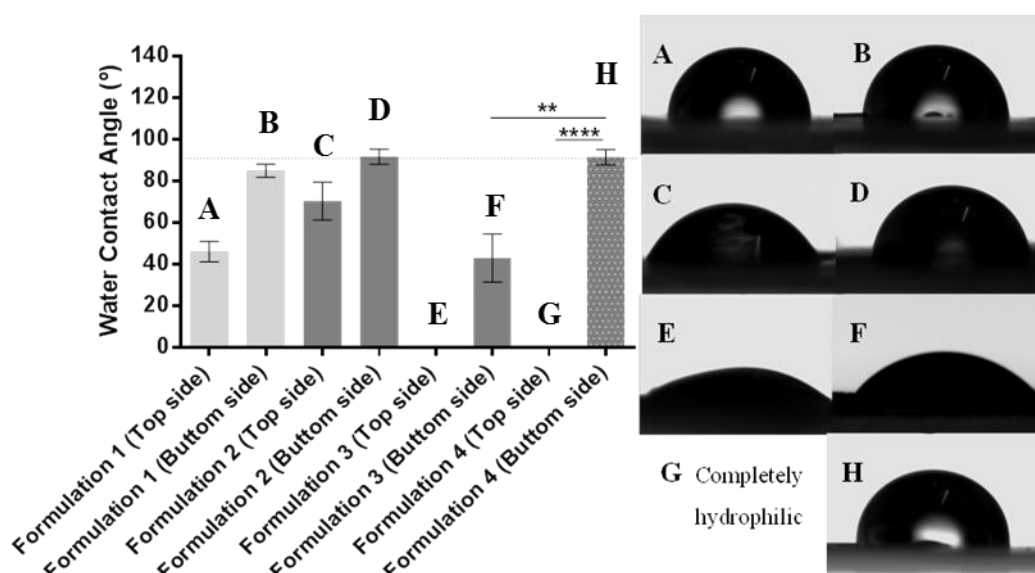 Water Contact Angle (º)
140
120
100
80
60
40
20
0
A
B
C
D
E
F
G
H
**
****
Formulation 1 (Top side)
Formulation 1 (Buttom side)
Formulation 2 (Top side)
Formulation 2 (Buttom side)
Formulation 3 (Top side)
Formulation 3 (Buttom side)
Formulation 4 (Top side)
Formulation 4 (Buttom side)
A
B
C
D
E
F
G Completely
hydrophilic
H